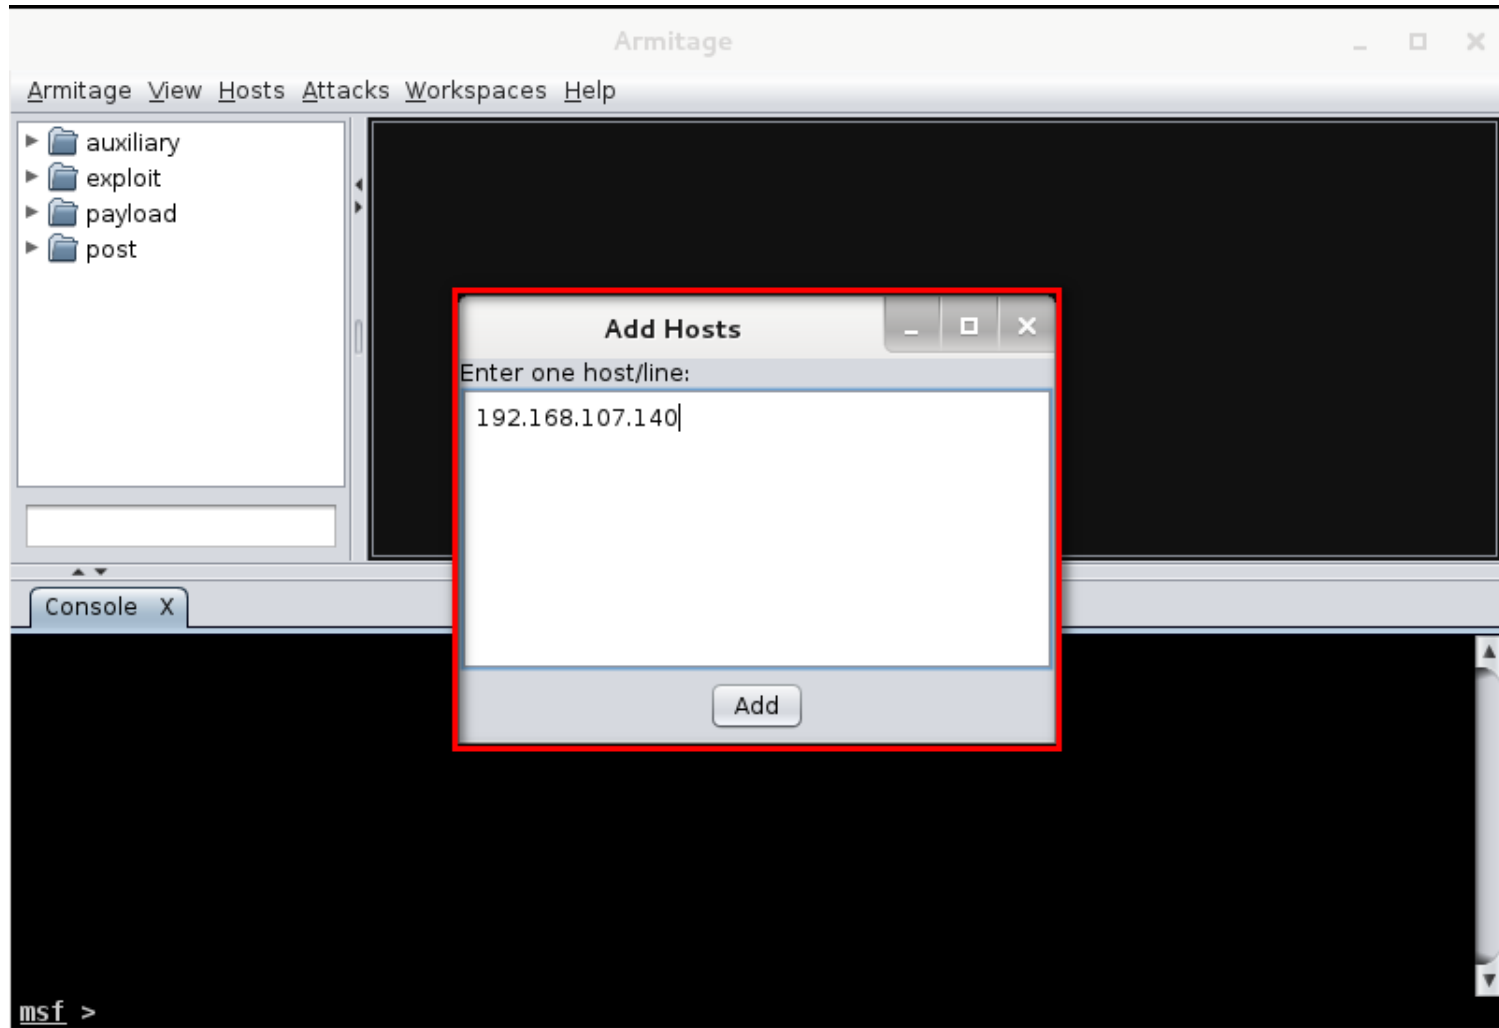 Armitage
Armitage View Hosts Attacks Workspaces Help
auxiliary
exploit
payload
post
Add Hosts
Enter one host/line:
192.168.107.140
Add
Console X
msf >